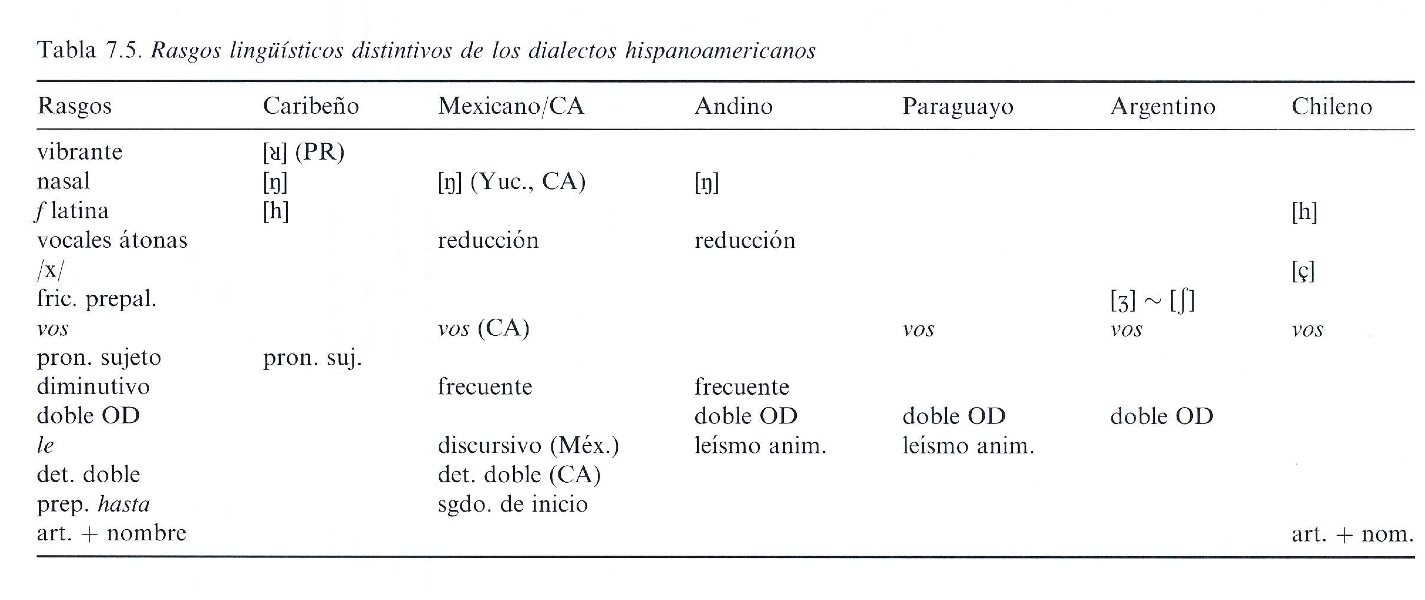 Tabla 7.5. Rasgos lingüísticos distintivos de los dialectos hispanoamericanos
Rasgos Caribeño Mexicano/CA Andino Paraguayo Argentino Chileno
vibrante [ʁ] (PR)
nasal [ŋ] [ŋ] (Yuc., CA) [ŋ]
f latina [h] [h]
vocales átonas reducción reducción
/x/ [ç]
fric. prepal. [ʒ] ~ [ʃ]
vos vos (CA) vos vos vos
pron. sujeto pron. suj.
diminutivo frecuente frecuente
doble OD doble OD doble OD doble OD
le discursivo (Méx.) leísmo anim. leísmo anim.
det. doble det. doble (CA)
prep. hasta sgdo. de inicio
art. + nombre art. + nom.